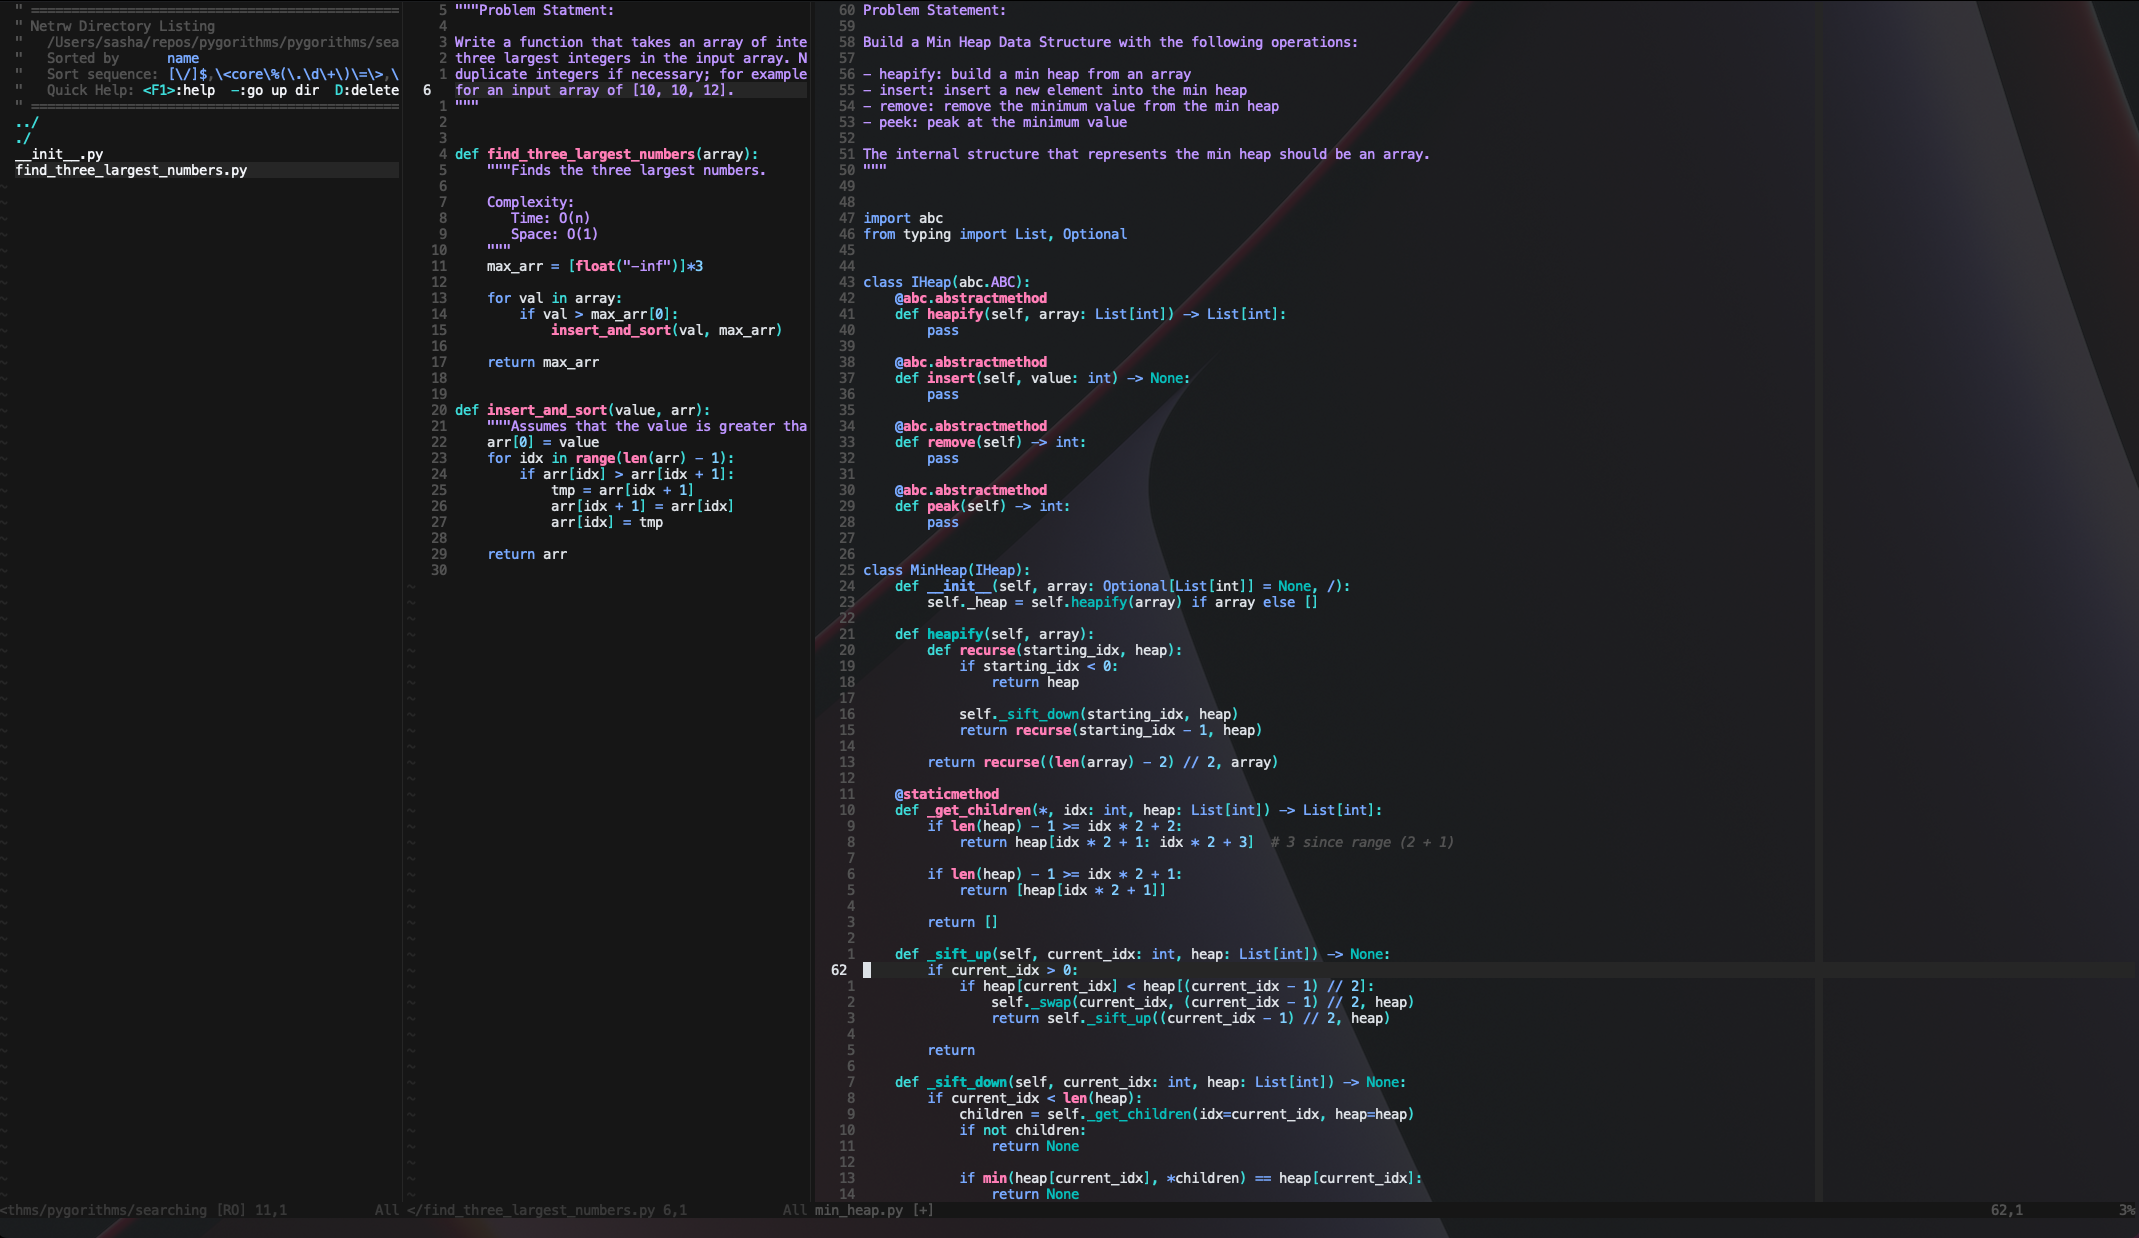 " ==============================================
" Netrw Directory Listing
"   /Users/sasha/repos/pygorithms/pygorithms/sea
"   Sorted by      name
"   Sort sequence: [\/]$,\<core\%(\.\d\+\)\=\>,\
"   Quick Help: <F1>:help  -:go up dir  D:delete
" ==============================================
../
./
__init__.py
find_three_largest_numbers.py
<thms/pygorithms/searching [RO] 11,1 All
5 """Problem Statment:
4
3 Write a function that takes an array of inte
2 three largest integers in the input array. N
1 duplicate integers if necessary; for example
6 for an input array of [10, 10, 12].
1 """
2
3
4 def find_three_largest_numbers(array):
5     """Finds the three largest numbers.
6
7     Complexity:
8        Time: O(n)
9        Space: O(1)
10     """
11     max_arr = [float("-inf")]*3
12
13     for val in array:
14         if val > max_arr[0]:
15             insert_and_sort(val, max_arr)
16
17     return max_arr
18
19
20 def insert_and_sort(value, arr):
21     """Assumes that the value is greater tha
22     arr[0] = value
23     for idx in range(len(arr) - 1):
24         if arr[idx] > arr[idx + 1]:
25             tmp = arr[idx + 1]
26             arr[idx + 1] = arr[idx]
27             arr[idx] = tmp
28
29     return arr
30
</find_three_largest_numbers.py 6,1 All
60 Problem Statement:
59
58 Build a Min Heap Data Structure with the following operations:
57
56 - heapify: build a min heap from an array
55 - insert: insert a new element into the min heap
54 - remove: remove the minimum value from the min heap
53 - peek: peak at the minimum value
52
51 The internal structure that represents the min heap should be an array.
50 """
49
48
47 import abc
46 from typing import List, Optional
45
44
43 class IHeap(abc.ABC):
42     @abc.abstractmethod
41     def heapify(self, array: List[int]) -> List[int]:
40         pass
39
38     @abc.abstractmethod
37     def insert(self, value: int) -> None:
36         pass
35
34     @abc.abstractmethod
33     def remove(self) -> int:
32         pass
31
30     @abc.abstractmethod
29     def peak(self) -> int:
28         pass
27
26
25 class MinHeap(IHeap):
24     def __init__(self, array: Optional[List[int]] = None, /):
23         self._heap = self.heapify(array) if array else []
22
21     def heapify(self, array):
20         def recurse(starting_idx, heap):
19             if starting_idx < 0:
18                 return heap
17
16             self._sift_down(starting_idx, heap)
15             return recurse(starting_idx - 1, heap)
14
13         return recurse((len(array) - 2) // 2, array)
12
11     @staticmethod
10     def _get_children(*, idx: int, heap: List[int]) -> List[int]:
9         if len(heap) - 1 >= idx * 2 + 2:
8             return heap[idx * 2 + 1: idx * 2 + 3]  # 3 since range (2 + 1)
7
6         if len(heap) - 1 >= idx * 2 + 1:
5             return [heap[idx * 2 + 1]]
4
3         return []
2
1     def _sift_up(self, current_idx: int, heap: List[int]) -> None:
62         if current_idx > 0:
1             if heap[current_idx] < heap[(current_idx - 1) // 2]:
2                 self._swap(current_idx, (current_idx - 1) // 2, heap)
3                 return self._sift_up((current_idx - 1) // 2, heap)
4
5         return
6
7     def _sift_down(self, current_idx: int, heap: List[int]) -> None:
8         if current_idx < len(heap):
9             children = self._get_children(idx=current_idx, heap=heap)
10             if not children:
11                 return None
12
13             if min(heap[current_idx], *children) == heap[current_idx]:
14                 return None
min_heap.py [+] 62,1 3%